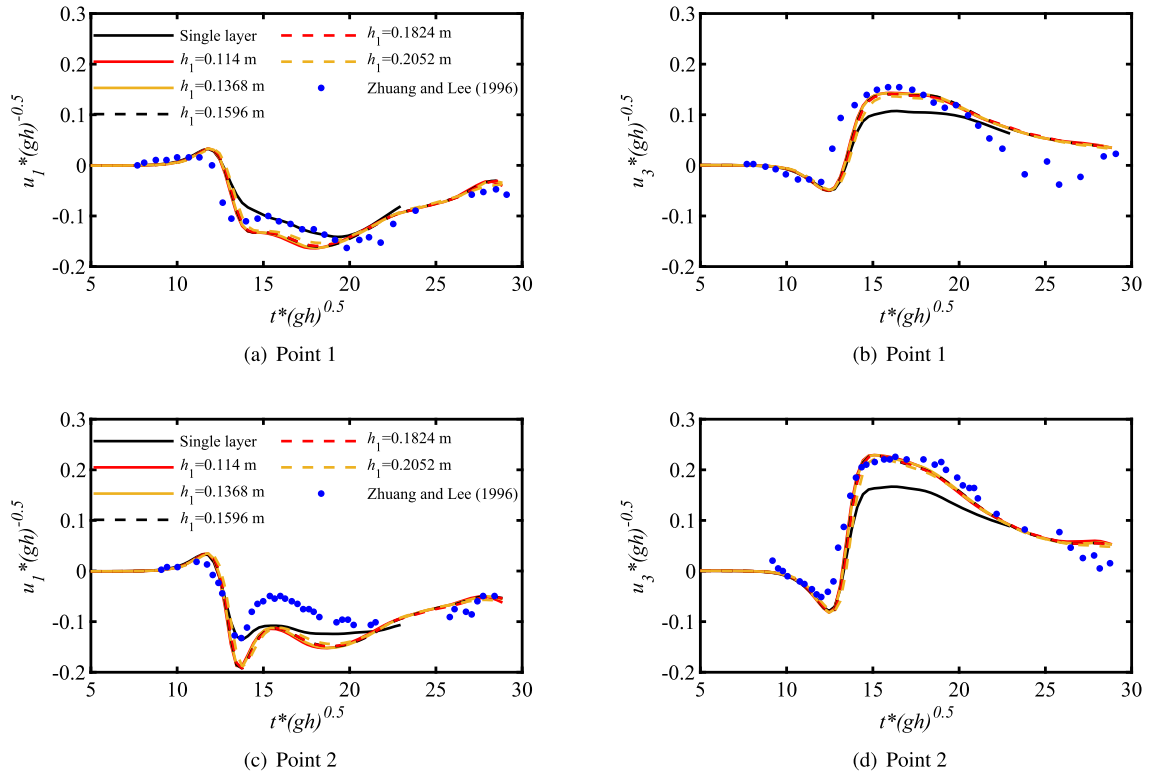 0.3
0.2
0.1
0
-0.1
-0.2
u1*(gh)^-0.5
Single layer
h1=0.114 m
h1=0.1368 m
h1=0.1596 m
h1=0.1824 m
h1=0.2052 m
Zhuang and Lee (1996)
5 10 15 20 25 30
t*(gh)^0.5
(a) Point 1
0.3
0.2
0.1
0
-0.1
-0.2
u3*(gh)^-0.5
5 10 15 20 25 30
t*(gh)^0.5
(b) Point 1
0.3
0.2
0.1
0
-0.1
-0.2
u1*(gh)^-0.5
Single layer
h1=0.114 m
h1=0.1368 m
h1=0.1596 m
h1=0.1824 m
h1=0.2052 m
Zhuang and Lee (1996)
5 10 15 20 25 30
t*(gh)^0.5
(c) Point 2
0.3
0.2
0.1
0
-0.1
-0.2
u3*(gh)^-0.5
5 10 15 20 25 30
t*(gh)^0.5
(d) Point 2